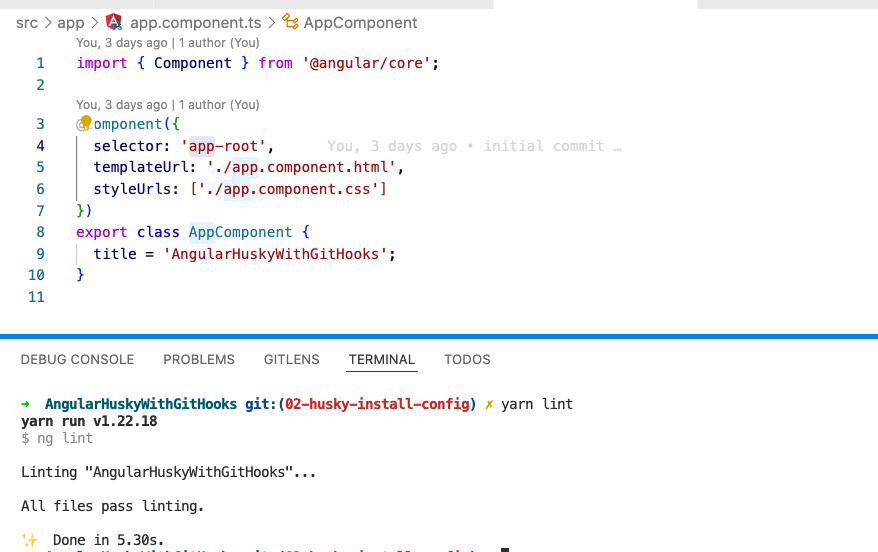 src > app > app.component.ts > AppComponent
You, 3 days ago | 1 author (You)
1 import { Component } from '@angular/core';
2
You, 3 days ago | 1 author (You)
3 @Component({
4 selector: 'app-root', You, 3 days ago • initial commit …
5 templateUrl: './app.component.html',
6 styleUrls: ['./app.component.css']
7 })
8 export class AppComponent {
9 title = 'AngularHuskyWithGitHooks';
10 }
11
DEBUG CONSOLE PROBLEMS GITLENS TERMINAL TODOS
→ AngularHuskyWithGitHooks git:(02-husky-install-config) ✗ yarn lint
yarn run v1.22.18
$ ng lint
Linting "AngularHuskyWithGitHooks"...
All files pass linting.
✨ Done in 5.30s.